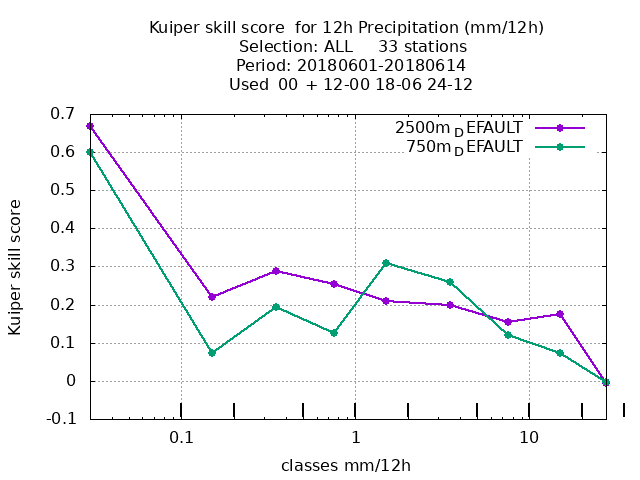 Kuiper skill score  for 12h Precipitation (mm/12h)
Selection: ALL     33 stations
Period: 20180601-20180614
Used  00  + 12-00 18-06 24-12
2500m_DEFAULT
750m_DEFAULT
0.7
0.6
0.5
0.4
0.3
0.2
0.1
0
-0.1
Kuiper skill score
0.1 1 10
classes mm/12h